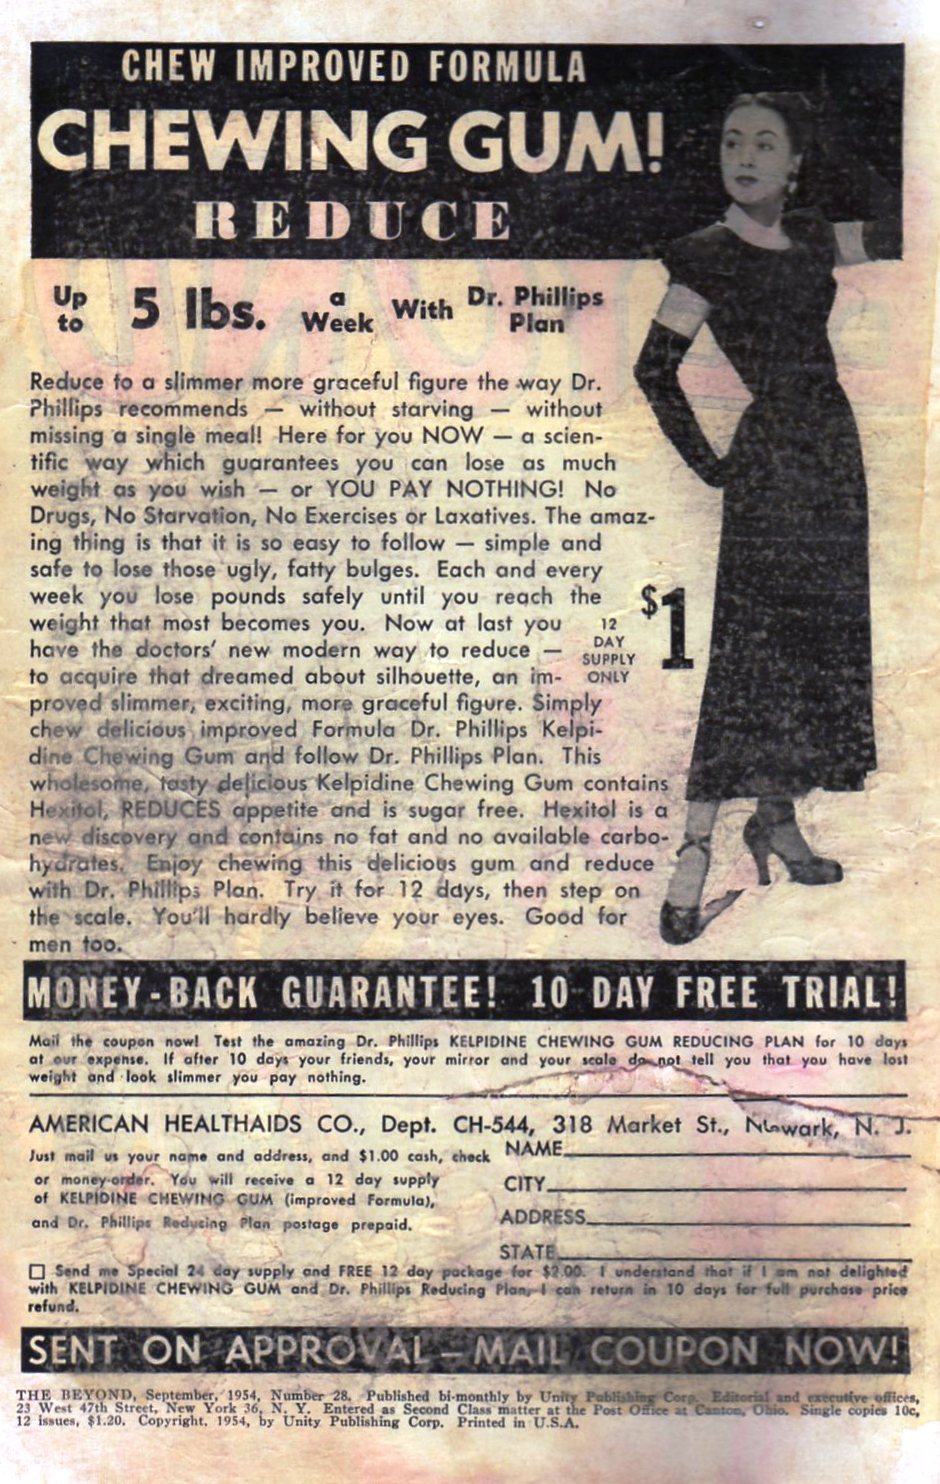 CHEW IMPROVED FORMULA
CHEWING GUM!
REDUCE
Up to 5 lbs. a Week With Dr. Phillips Plan
Reduce to a slimmer more graceful figure the way Dr.
Phillips recommends — without starving — without
missing a single meal! Here for you NOW — a scien-
tific way which guarantees you can lose as much
weight as you wish — or YOU PAY NOTHING! No
Drugs, No Starvation, No Exercises or Laxatives. The amaz-
ing thing is that it is so easy to follow — simple and
safe to lose those ugly, fatty bulges. Each and every
week you lose pounds safely until you reach the
weight that most becomes you. Now at last you
have the doctors' new modern way to reduce —
to acquire that dreamed about silhouette, an im-
proved slimmer, exciting, more graceful figure. Simply
chew delicious improved Formula Dr. Phillips Kelpi-
dine Chewing Gum and follow Dr. Phillips Plan. This
wholesome, tasty delicious Kelpidine Chewing Gum contains
Hexitol, REDUCES appetite and is sugar free. Hexitol is a
new discovery and contains no fat and no available carbo-
hydrates. Enjoy chewing this delicious gum and reduce
with Dr. Phillips Plan. Try it for 12 days, then step on
the scale. You'll hardly believe your eyes. Good for
men too.
$1
12
DAY
SUPPLY
ONLY
MONEY-BACK GUARANTEE! 10 DAY FREE TRIAL!
Mail the coupon now! Test the amazing Dr. Phillips KELPIDINE CHEWING GUM REDUCING PLAN for 10 days
at our expense. If after 10 days your friends, your mirror and your scale do not tell you that you have lost
weight and look slimmer you pay nothing.
AMERICAN HEALTHAIDS CO., Dept. CH-544, 318 Market St., Newark, N. J.
Just mail us your name and address, and $1.00 cash, check
or money-order. You will receive a 12 day supply
of KELPIDINE CHEWING GUM (improved Formula),
and Dr. Phillips Reducing Plan postage prepaid.
NAME
CITY
ADDRESS
STATE
☐ Send me Special 24 day supply and FREE 12 day package for $2.00. I understand that if I am not delighted
with KELPIDINE CHEWING GUM and Dr. Phillips Reducing Plan, I can return in 10 days for full purchase price
refund.
SENT ON APPROVAL — MAIL COUPON NOW!
THE BEYOND, September, 1954, Number 28. Published bi-monthly by Unity Publishing Corp. Editorial and executive offices,
23 West 47th Street, New York 36, N. Y. Entered as Second Class matter at the Post Office at Canton, Ohio. Single copies 10c,
12 issues, $1.20. Copyright, 1954, by Unity Publishing Corp. Printed in U.S.A.